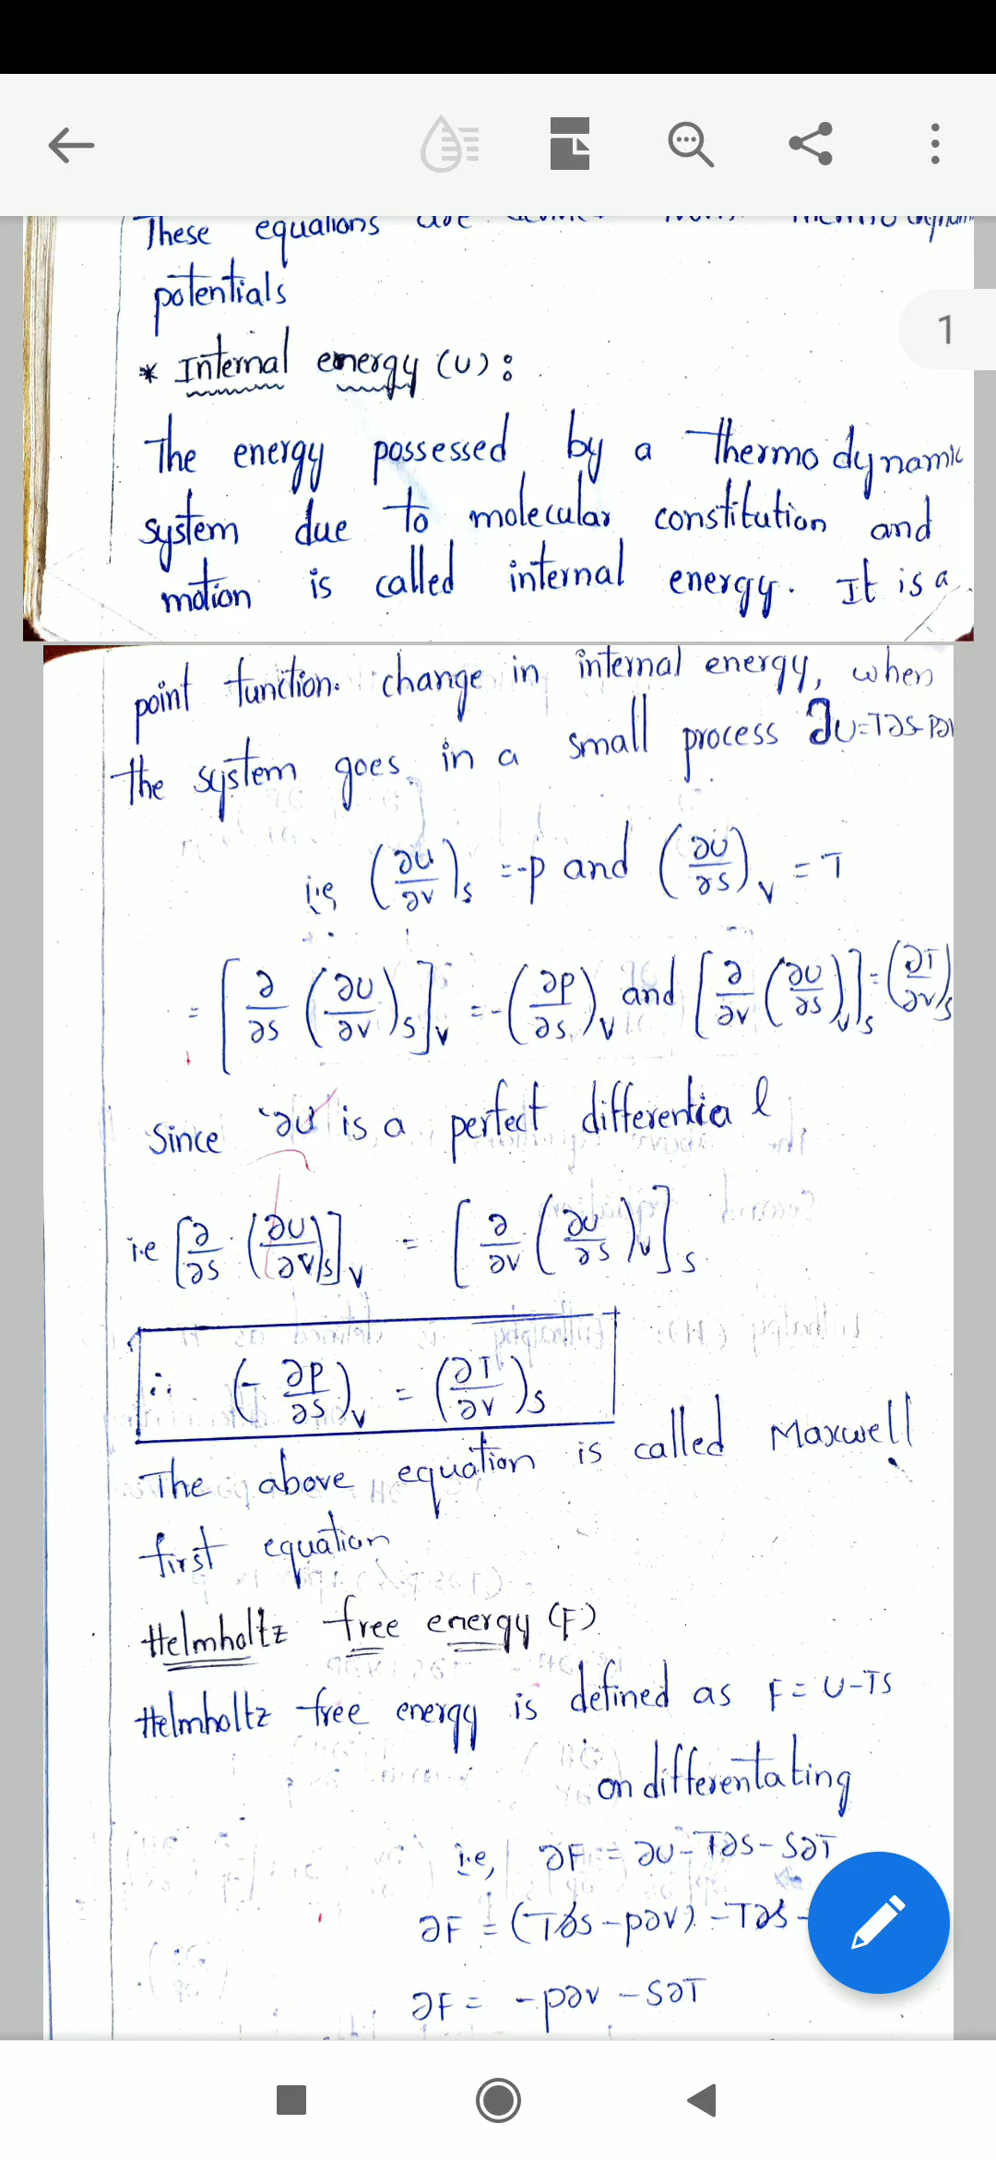 These equations are
potentials
1
* Internal energy (U):
The energy possessed by a thermo dynamic
system due to molecular constitution and
motion is called internal energy. It is a
point function. change in internal energy, when
the system goes in a small process ∂U=T∂S-P∂V
i.e, (∂U/∂V)s = -p and (∂U/∂S)v = T
= [∂/∂S (∂U/∂V)s]v = -(∂P/∂S)v and [∂/∂V (∂U/∂S)v]s = (∂T/∂V)s
Since '∂U' is a perfect differential
i.e [∂/∂S (∂U/∂V)s]v = [∂/∂V (∂U/∂S)v]s
∴ (-∂P/∂S)v = (∂T/∂V)s
The above equation is called Maxwell
first equation
Helmholtz free energy (F)
Helmholtz free energy is defined as F = U-TS
on differentating
i.e, ∂F = ∂U-T∂S-S∂T
∂F = (T∂S-p∂V) -T∂S-
∂F = -p∂V -S∂T